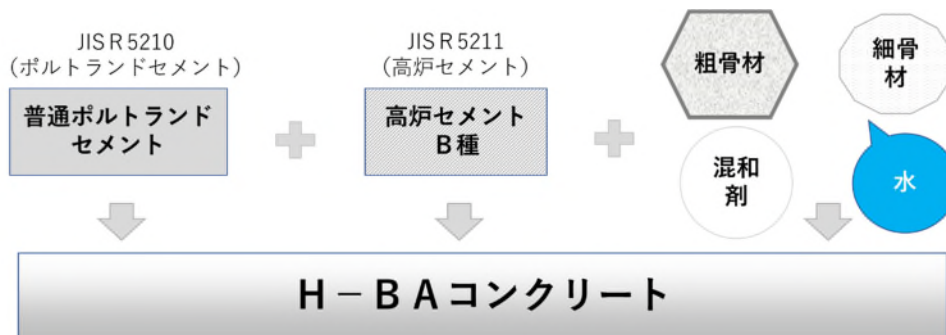 JIS R 5210
(ポルトランドセメント)
普通ポルトランド
セメント
JIS R 5211
(高炉セメント)
高炉セメント
B種
粗骨材
細骨
材
混和
剤
水
H－BAコンクリート